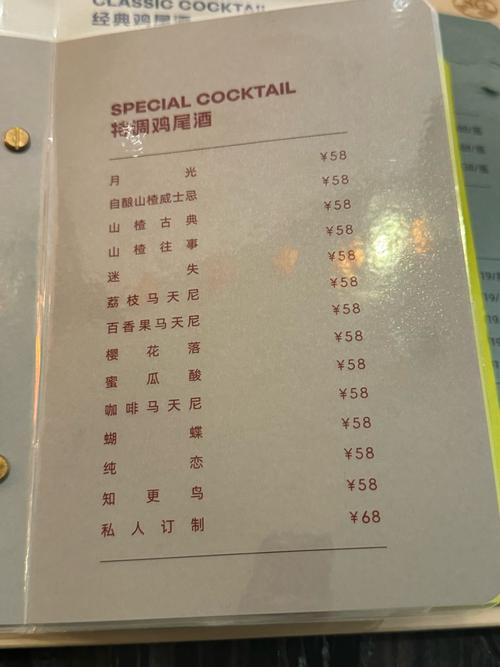 CLASSIC COCKTAIL
经典鸡尾酒
SPECIAL COCKTAIL
特调鸡尾酒
月光 ¥58
自酿山楂威士忌 ¥58
山楂古典 ¥58
山楂往事 ¥58
迷失 ¥58
荔枝马天尼 ¥58
百香果马天尼 ¥58
樱花落 ¥58
蜜瓜酸 ¥58
咖啡马天尼 ¥58
蝴蝶 ¥58
纯恋 ¥58
知更鸟 ¥58
私人订制 ¥68